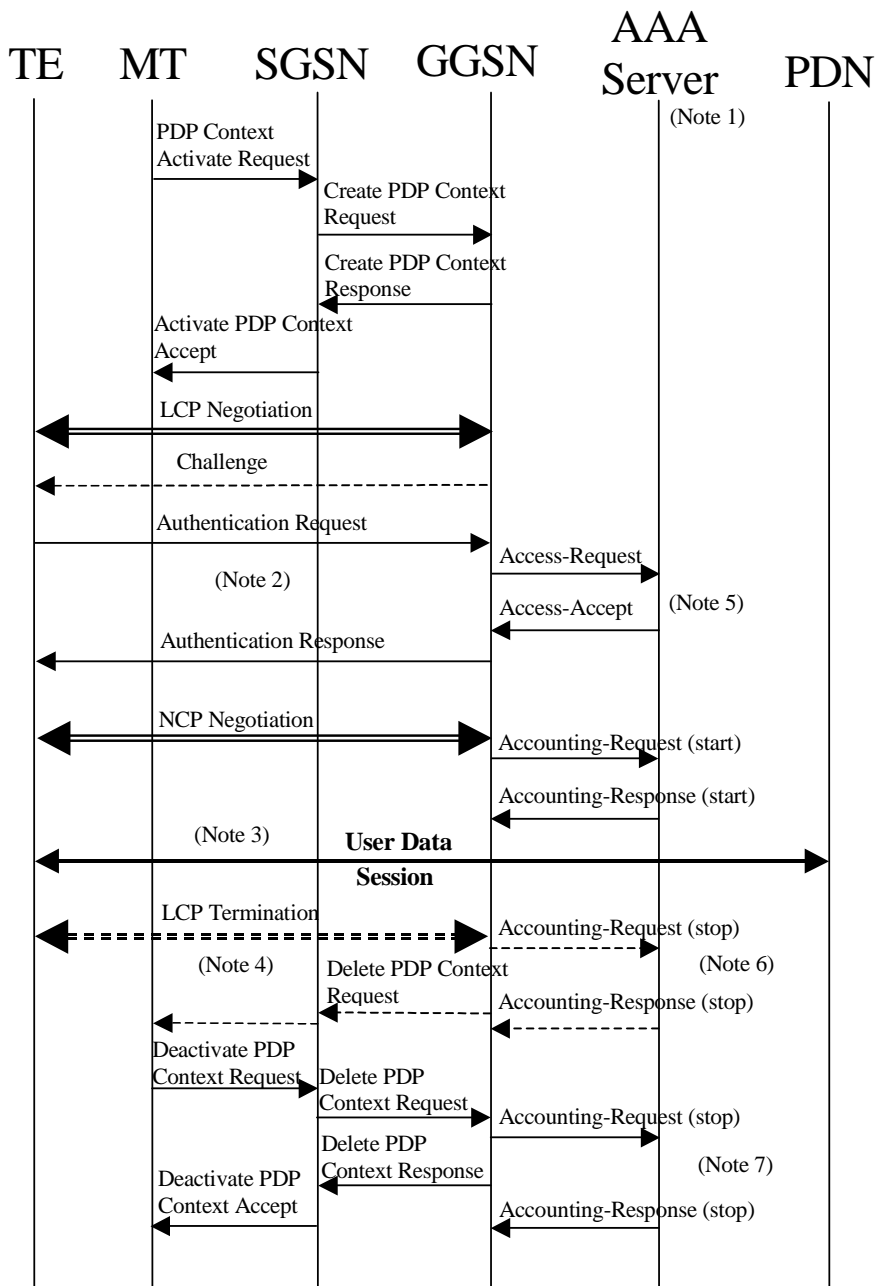 TE
MT
SGSN
GGSN
AAA
Server
PDN
(Note 1)
PDP Context
Activate Request
Create PDP Context
Request
Create PDP Context
Response
Activate PDP Context
Accept
LCP Negotiation
Challenge
Authentication Request
Access-Request
(Note 2)
Access-Accept
(Note 5)
Authentication Response
NCP Negotiation
Accounting-Request (start)
Accounting-Response (start)
(Note 3)
User Data
Session
LCP Termination
Accounting-Request (stop)
(Note 4)
Delete PDP Context
Request
(Note 6)
Accounting-Response (stop)
Deactivate PDP
Context Request
Delete PDP
Context Request
Accounting-Request (stop)
Delete PDP
Context Response
(Note 7)
Deactivate PDP
Context Accept
Accounting-Response (stop)